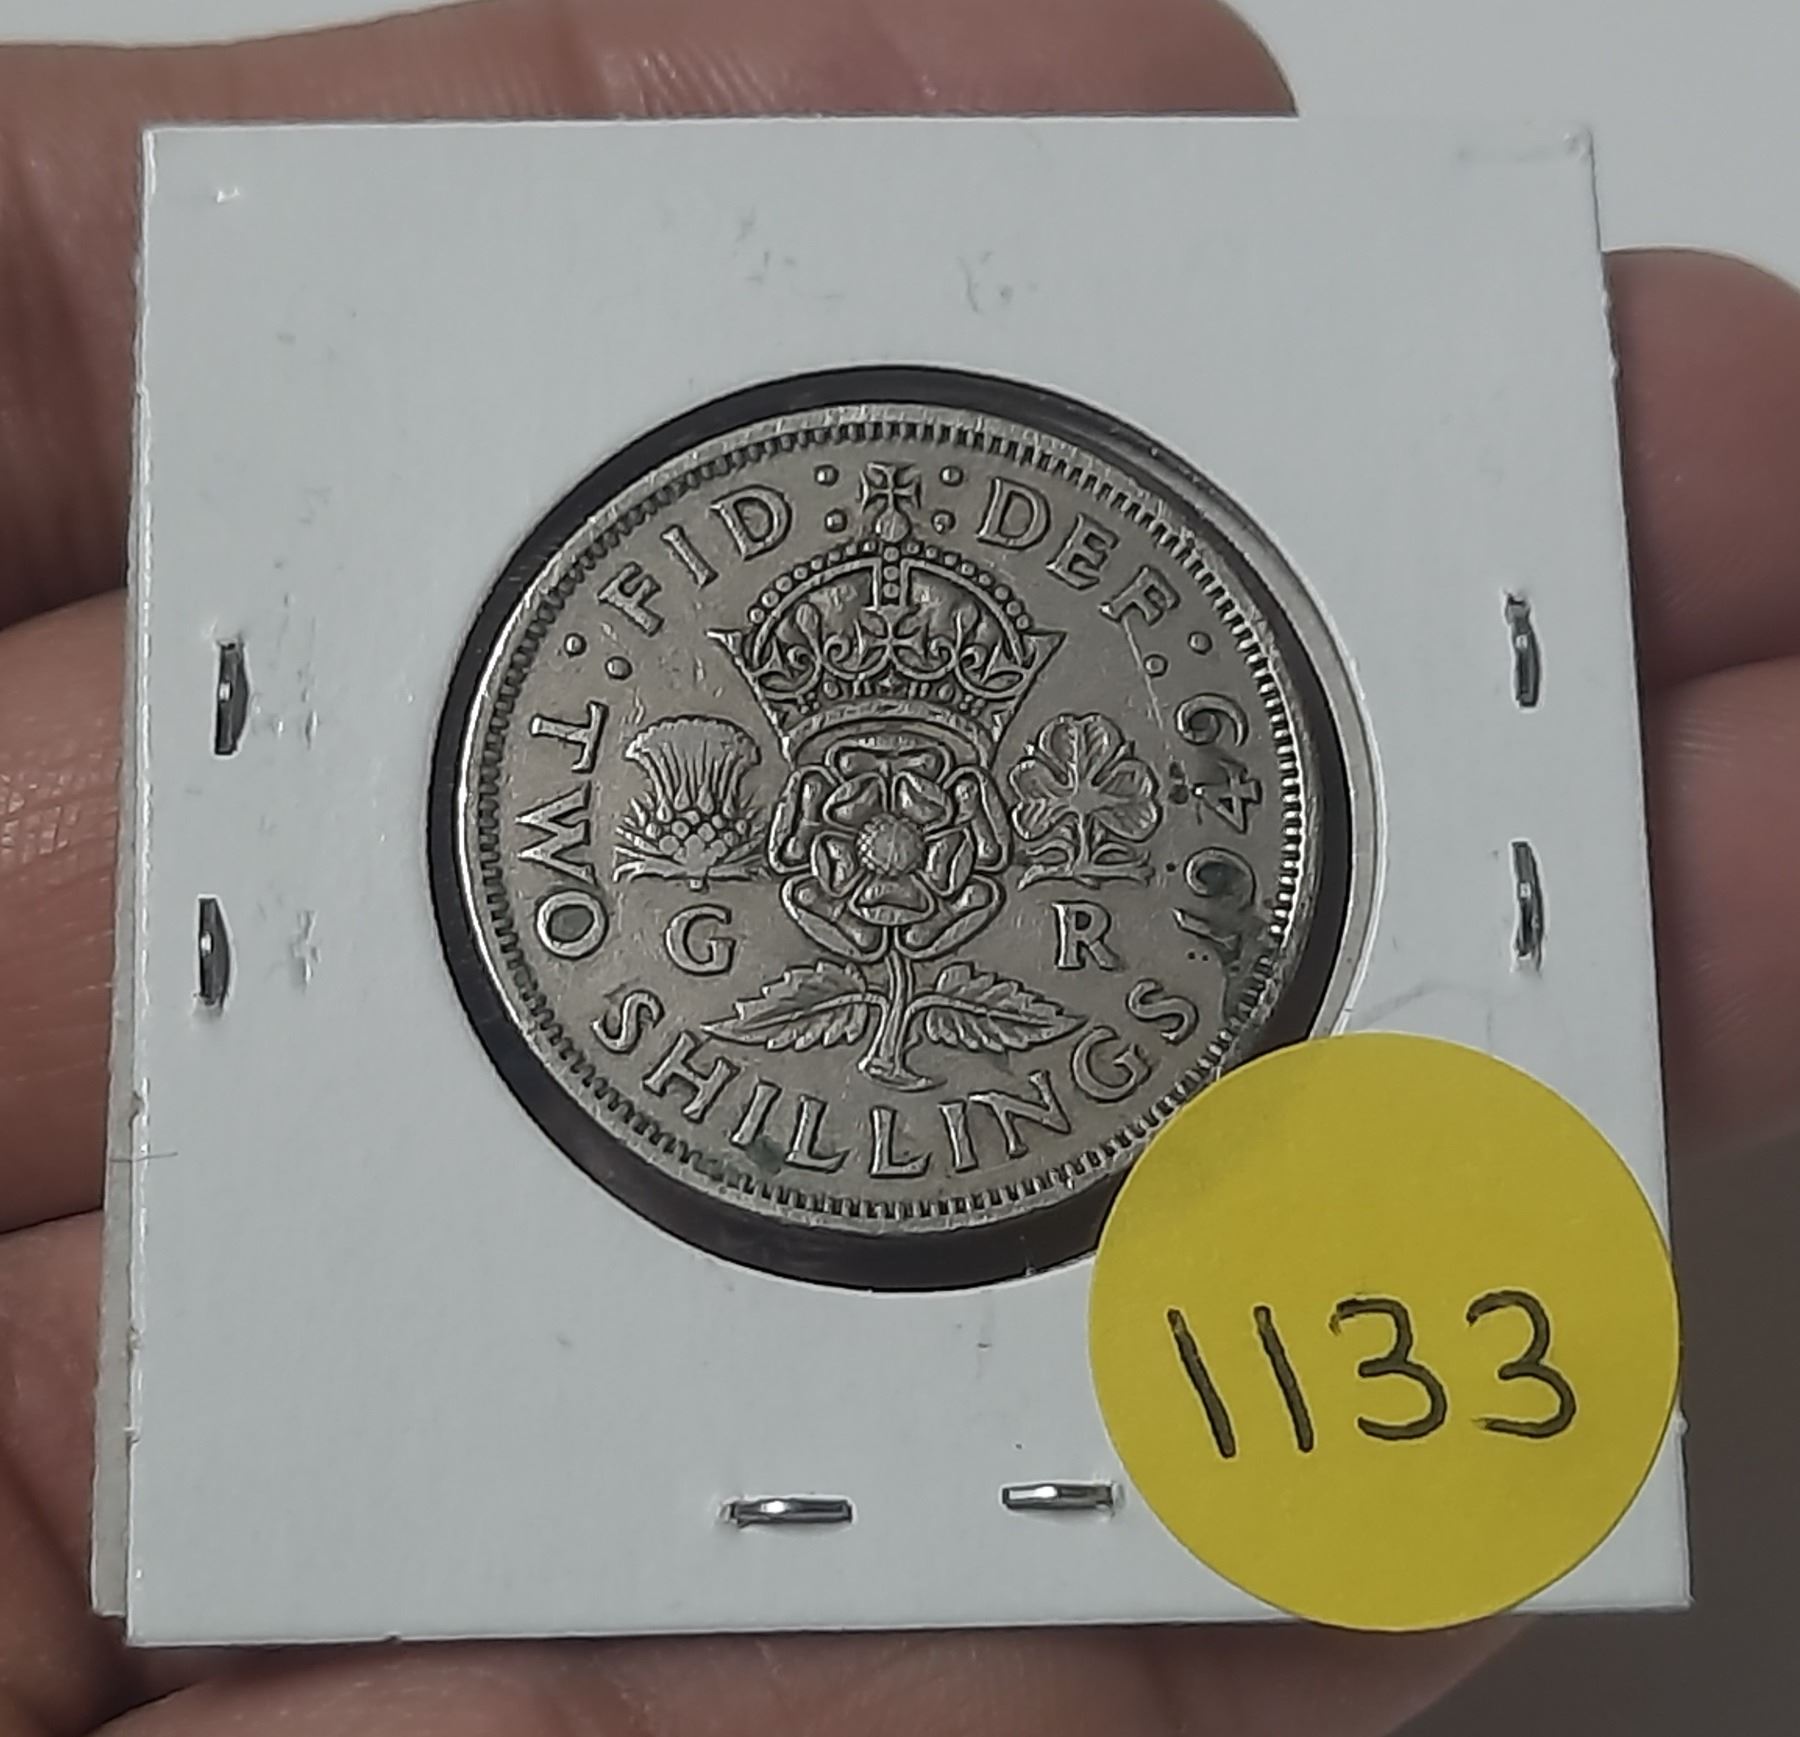 FID : : DEF
TWO SHILLINGS 1949
G R
1133